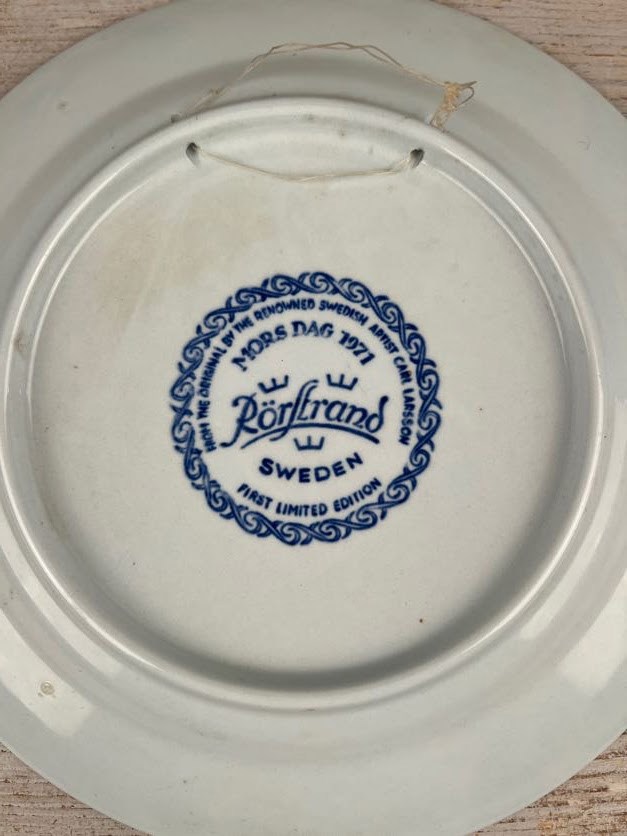 FROM THE ORIGINAL BY THE RENOWNED SWEDISH ARTIST CARL LARSSON
MORS DAG 1971
Rörstrand
SWEDEN
FIRST LIMITED EDITION